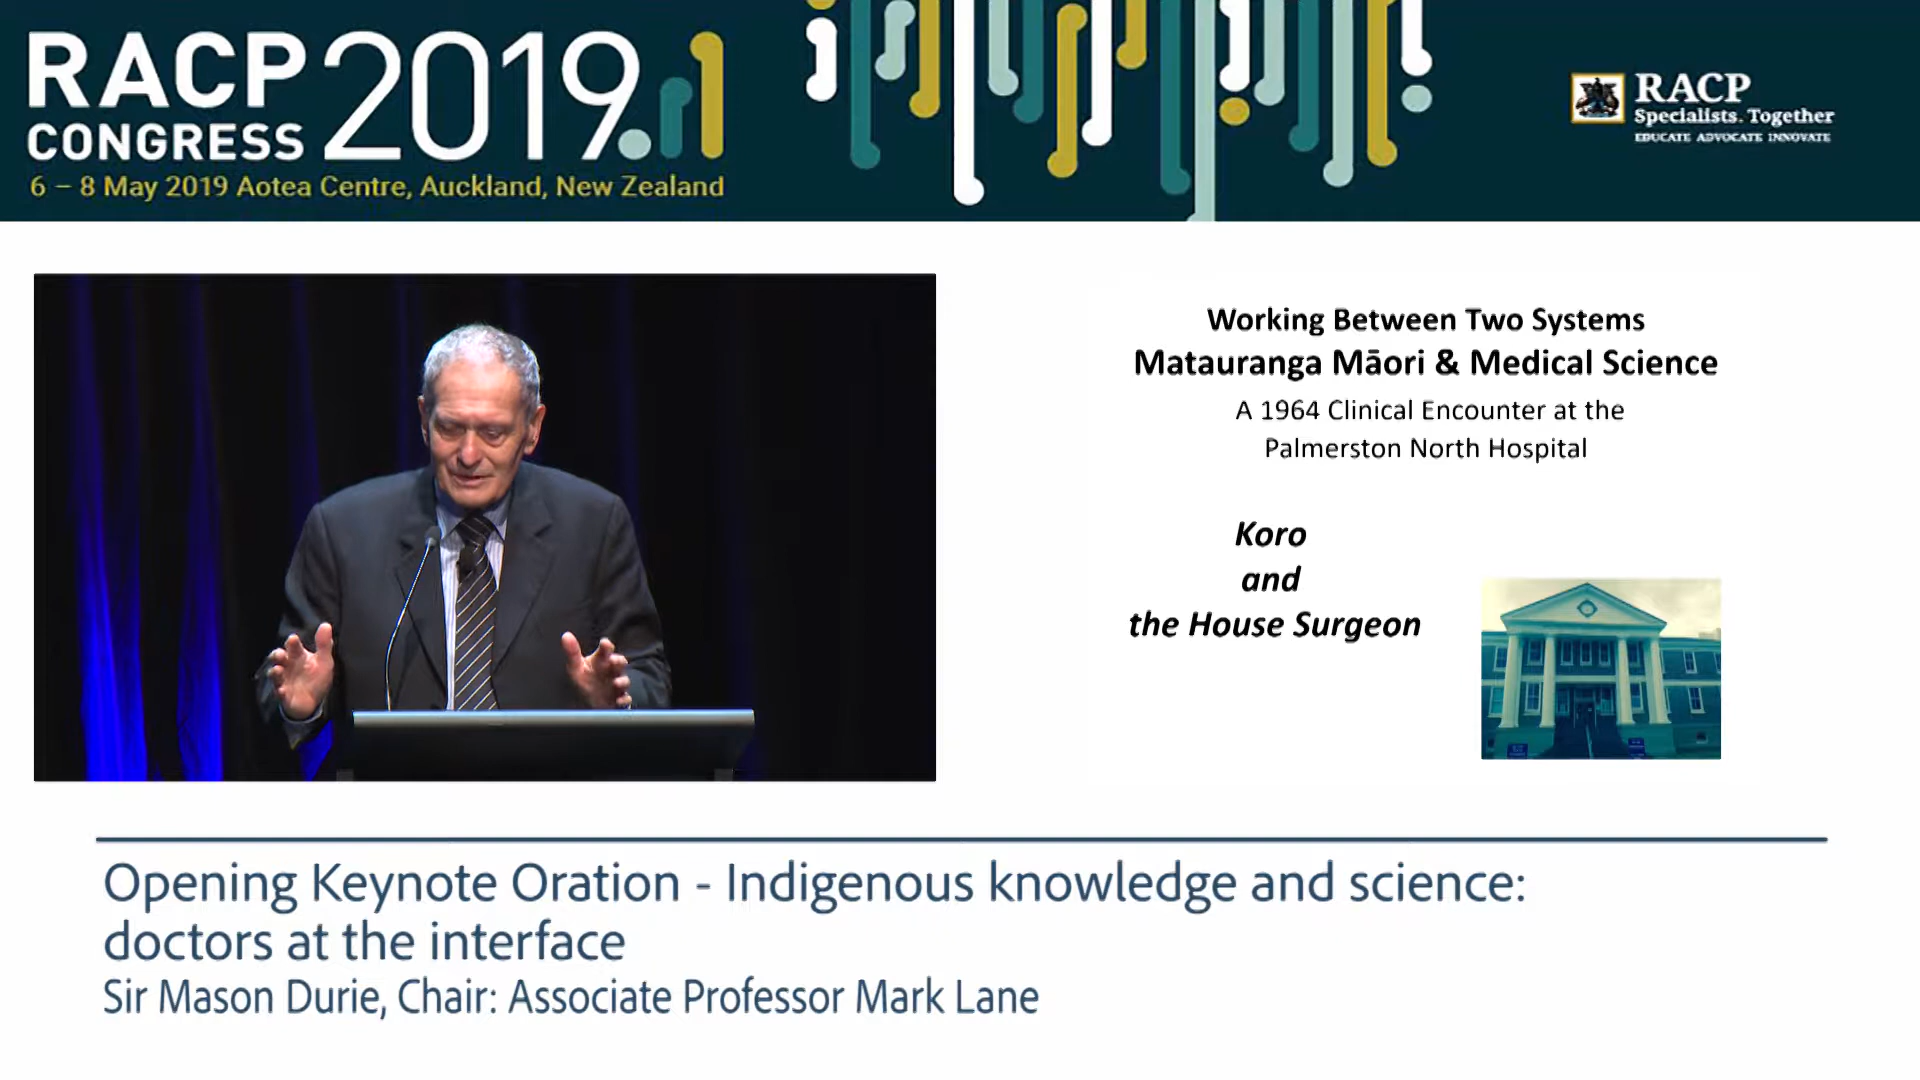 RACP
CONGRESS
2019
6 – 8 May 2019 Aotea Centre, Auckland, New Zealand
RACP
Specialists. Together
EDUCATE ADVOCATE INNOVATE
Working Between Two Systems
Matauranga Māori & Medical Science
A 1964 Clinical Encounter at the
Palmerston North Hospital
Koro
and
the House Surgeon
Opening Keynote Oration - Indigenous knowledge and science:
doctors at the interface
Sir Mason Durie, Chair: Associate Professor Mark Lane